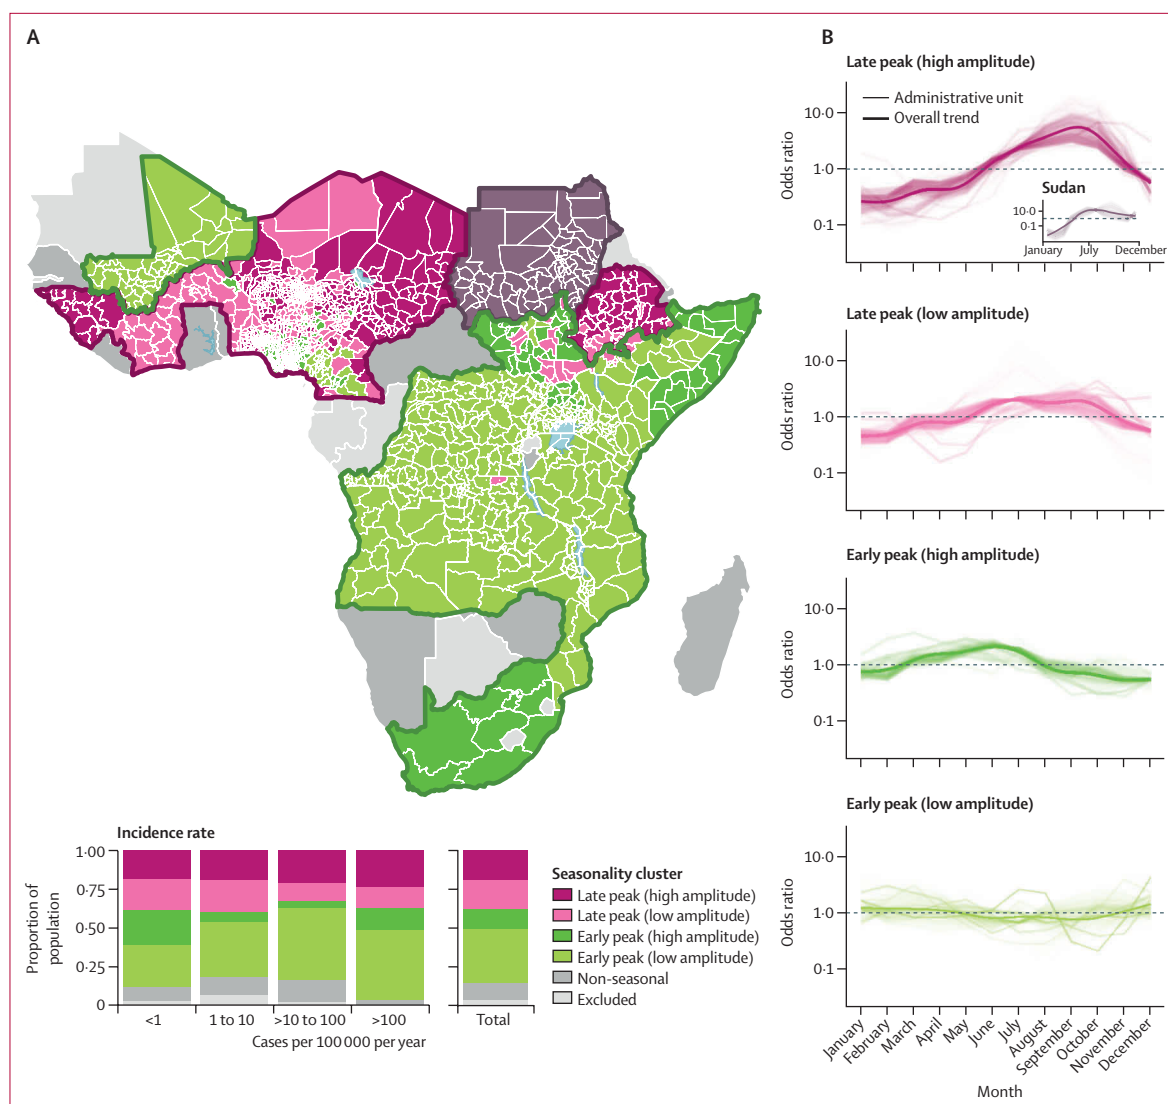 A
B
Late peak (high amplitude)
Administrative unit
Overall trend
10·0
1·0
0·1
Odds ratio
Sudan
10·0
0·1
January July December
Late peak (low amplitude)
10·0
1·0
0·1
Odds ratio
Early peak (high amplitude)
10·0
1·0
0·1
Odds ratio
Early peak (low amplitude)
10·0
1·0
0·1
Odds ratio
January
February
March
April
May
June
July
August
September
October
November
December
Month
Incidence rate
1·00
0·75
0·50
0·25
0
Proportion of
population
<1 1 to 10 >10 to 100 >100 Total
Cases per 100 000 per year
Seasonality cluster
Late peak (high amplitude)
Late peak (low amplitude)
Early peak (high amplitude)
Early peak (low amplitude)
Non-seasonal
Excluded